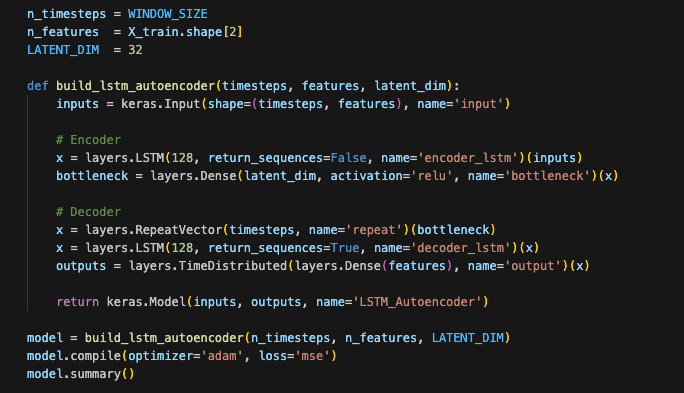 n_timesteps = WINDOW_SIZE
n_features  = X_train.shape[2]
LATENT_DIM  = 32
def build_lstm_autoencoder(timesteps, features, latent_dim):
    inputs = keras.Input(shape=(timesteps, features), name='input')
    # Encoder
    x = layers.LSTM(128, return_sequences=False, name='encoder_lstm')(inputs)
    bottleneck = layers.Dense(latent_dim, activation='relu', name='bottleneck')(x)
    # Decoder
    x = layers.RepeatVector(timesteps, name='repeat')(bottleneck)
    x = layers.LSTM(128, return_sequences=True, name='decoder_lstm')(x)
    outputs = layers.TimeDistributed(layers.Dense(features), name='output')(x)
    return keras.Model(inputs, outputs, name='LSTM_Autoencoder')
model = build_lstm_autoencoder(n_timesteps, n_features, LATENT_DIM)
model.compile(optimizer='adam', loss='mse')
model.summary()